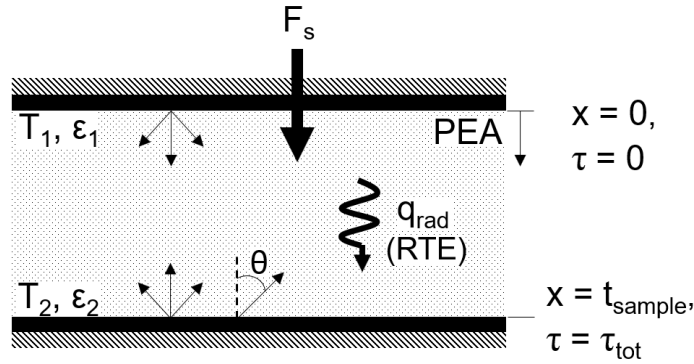 F_s
T_1, ε_1
PEA
x = 0,
τ = 0
q_rad
(RTE)
θ
T_2, ε_2
x = t_sample,
τ = τ_tot